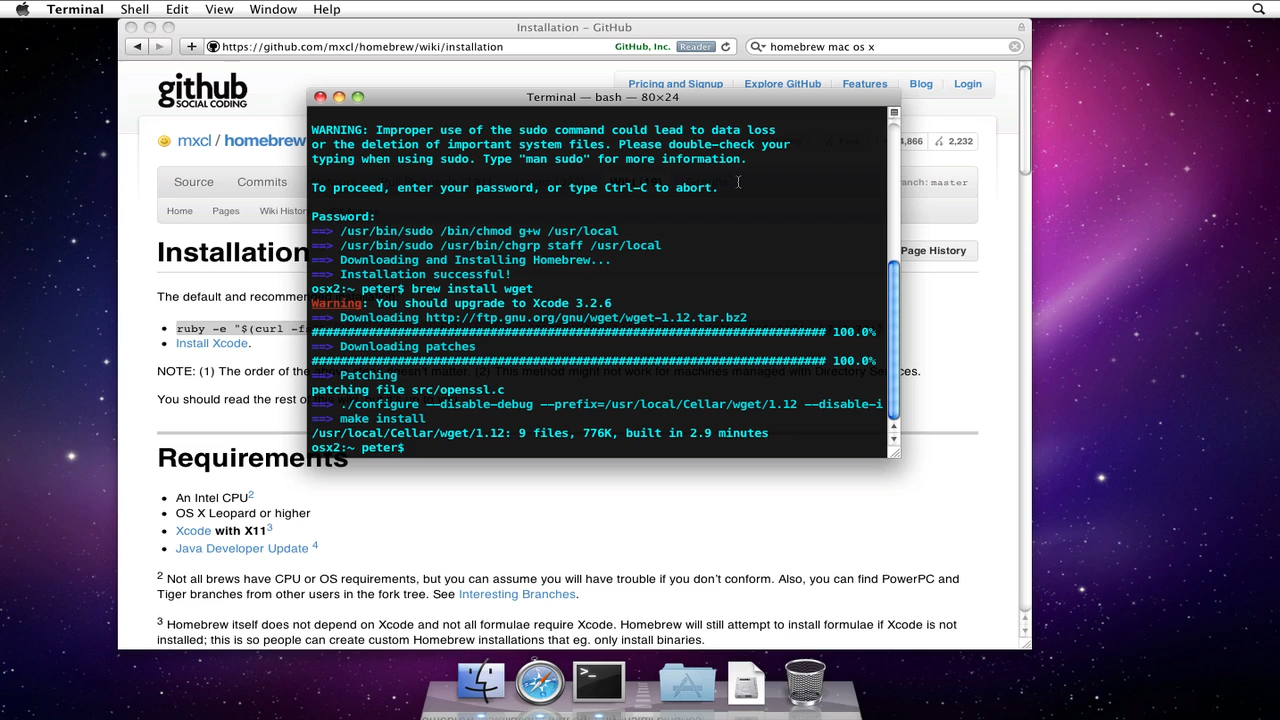 Terminal Shell Edit View Window Help
Installation – GitHub
https://github.com/mxcl/homebrew/wiki/installation GitHub, Inc. Reader homebrew mac os x
github
SOCIAL CODING
Pricing and Signup Explore GitHub Features Blog Login
Terminal — bash — 80×24
mxcl / homebrew
4,866 2,232
Source Commits
branch: master
Home Pages Wiki History
Page History
Installation
The default and recommended
ruby -e "$(curl -fs
Install Xcode.
NOTE: (1) The order of the above doesn't matter. (2) This method might not work for machines managed with Directory Services.
You should read the rest o
WARNING: Improper use of the sudo command could lead to data loss
or the deletion of important system files. Please double-check your
typing when using sudo. Type "man sudo" for more information.
To proceed, enter your password, or type Ctrl-C to abort.
Password:
==> /usr/bin/sudo /bin/chmod g+w /usr/local
==> /usr/bin/sudo /usr/bin/chgrp staff /usr/local
==> Downloading and Installing Homebrew...
==> Installation successful!
osx2:~ peter$ brew install wget
Warning: You should upgrade to Xcode 3.2.6
==> Downloading http://ftp.gnu.org/gnu/wget/wget-1.12.tar.bz2
######################################################################## 100.0%
==> Downloading patches
######################################################################## 100.0%
==> Patching
patching file src/openssl.c
==> ./configure --disable-debug --prefix=/usr/local/Cellar/wget/1.12 --disable-i
==> make install
/usr/local/Cellar/wget/1.12: 9 files, 776K, built in 2.9 minutes
osx2:~ peter$
Requirements
An Intel CPU2
OS X Leopard or higher
Xcode with X113
Java Developer Update 4
2 Not all brews have CPU or OS requirements, but you can assume you will have trouble if you don't conform. Also, you can find PowerPC and
Tiger branches from other users in the fork tree. See Interesting Branches.
3 Homebrew itself does not depend on Xcode and not all formulae require Xcode. Homebrew will still attempt to install formulae if Xcode is not
installed; this is so people can create custom Homebrew installations that eg. only install binaries.